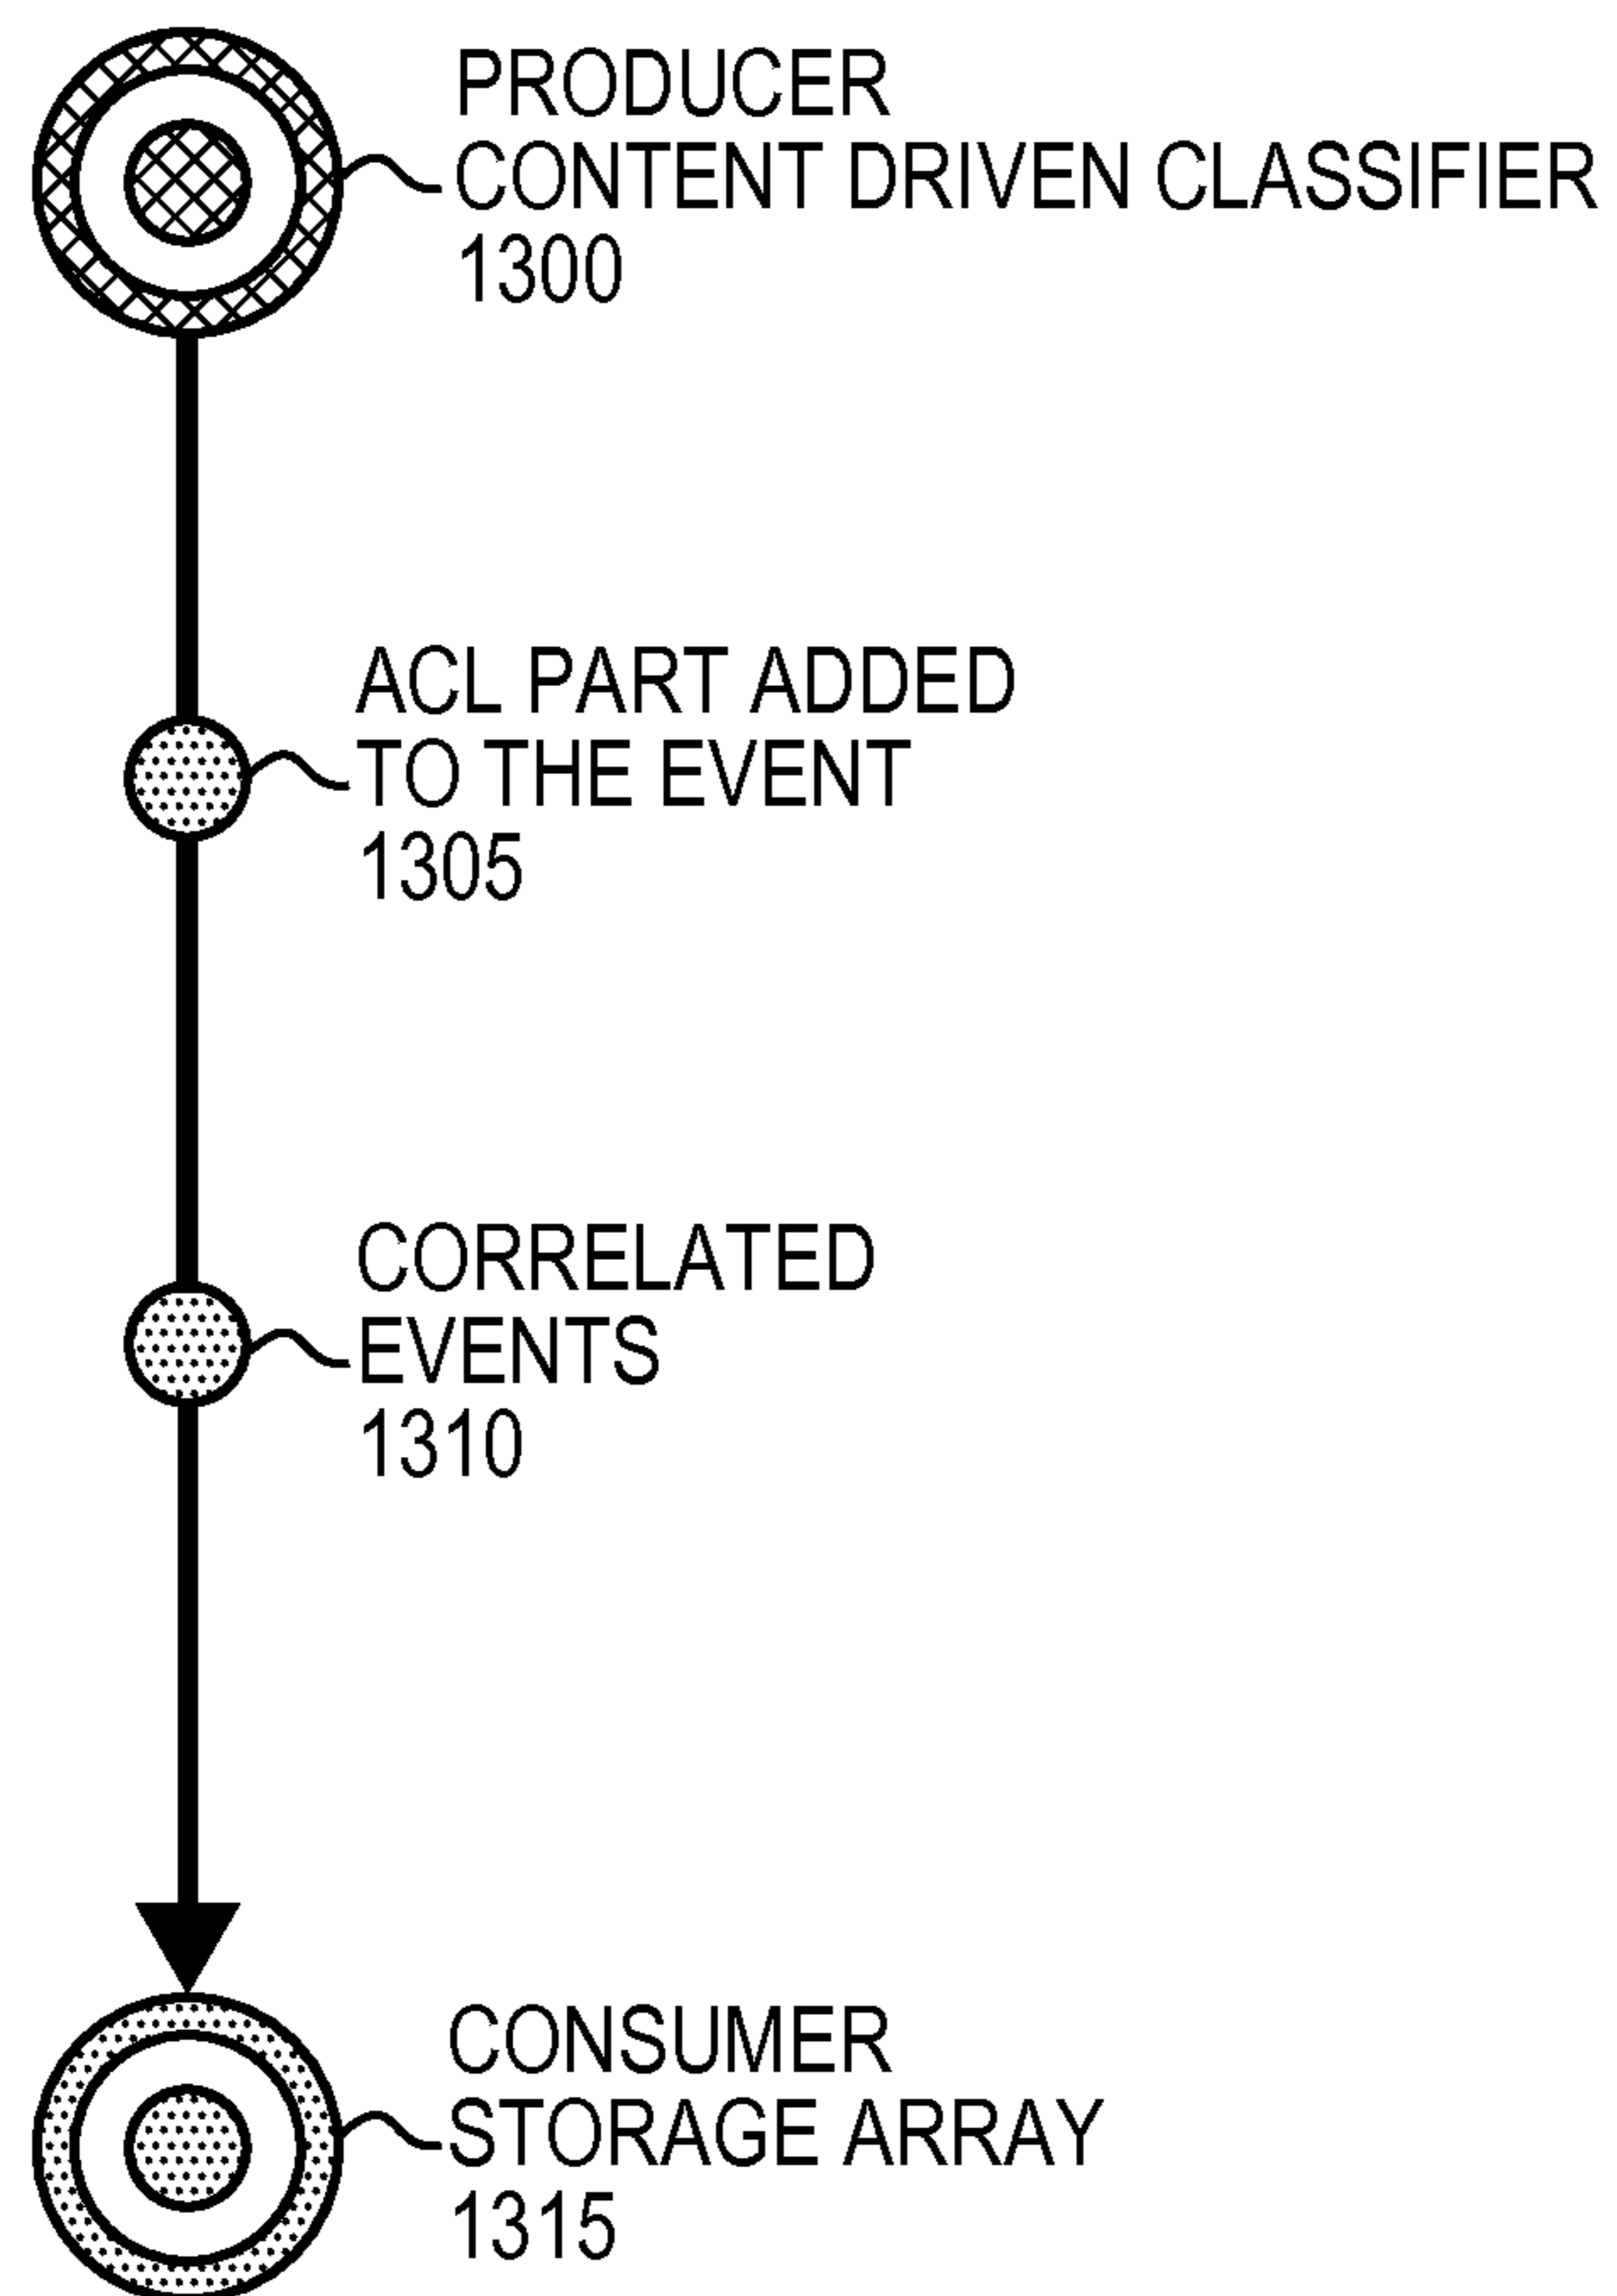 PRODUCER
CONTENT DRIVEN CLASSIFIER
1300
ACL PART ADDED
TO THE EVENT
1305
CORRELATED
EVENTS
1310
CONSUMER
STORAGE ARRAY
1315